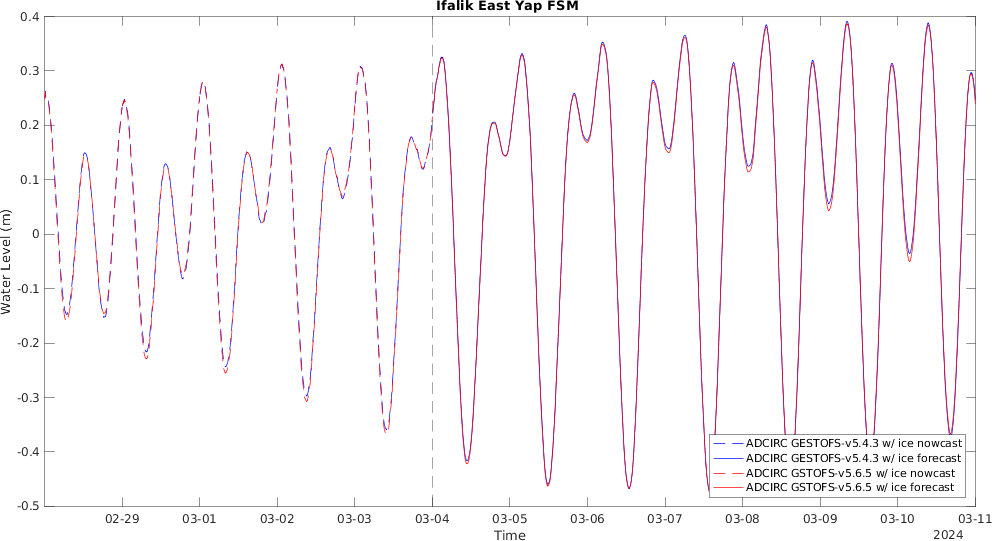 Ifalik East Yap FSM
0.4
0.3
0.2
0.1
0
-0.1
-0.2
-0.3
-0.4
-0.5
Water Level (m)
ADCIRC GESTOFS-v5.4.3 w/ ice nowcast
ADCIRC GESTOFS-v5.4.3 w/ ice forecast
ADCIRC GSTOFS-v5.6.5 w/ ice nowcast
ADCIRC GSTOFS-v5.6.5 w/ ice forecast
02-29 03-01 03-02 03-03 03-04 03-05 03-06 03-07 03-08 03-09 03-10 03-11
Time
2024